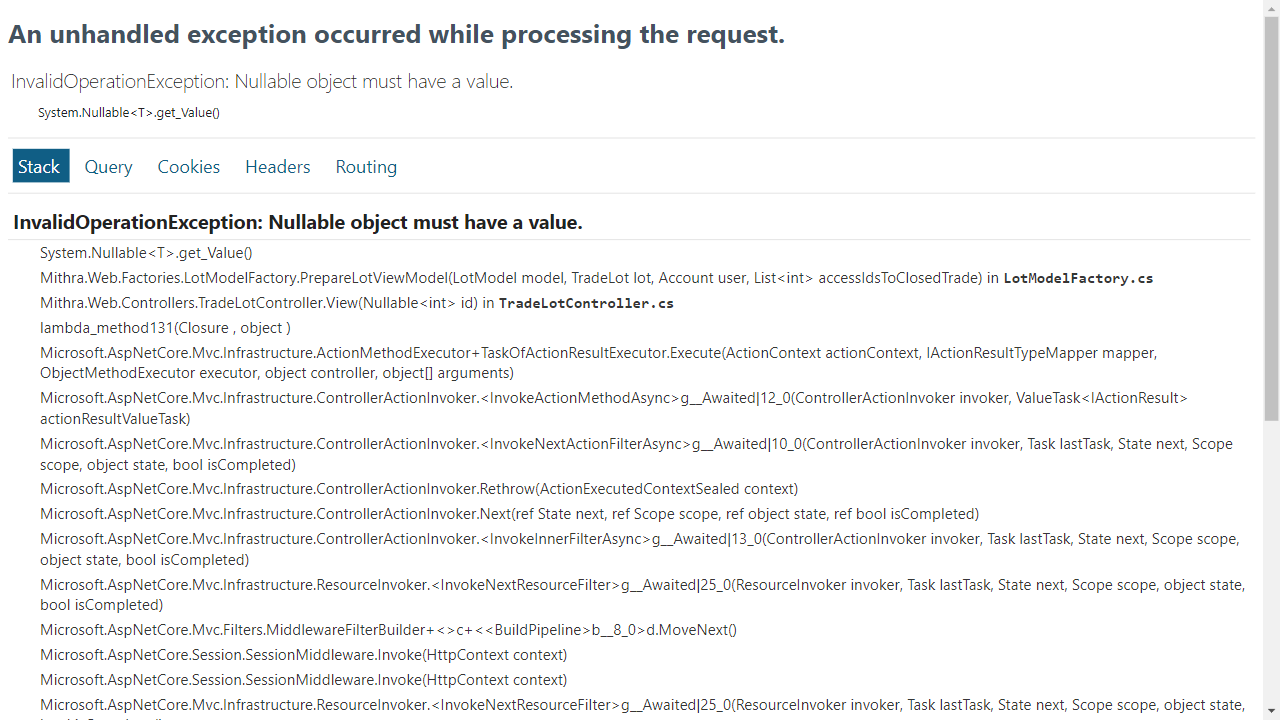 An unhandled exception occurred while processing the request.
InvalidOperationException: Nullable object must have a value.
System.Nullable<T>.get_Value()
Stack Query Cookies Headers Routing
InvalidOperationException: Nullable object must have a value.
System.Nullable<T>.get_Value()
Mithra.Web.Factories.LotModelFactory.PrepareLotViewModel(LotModel model, TradeLot lot, Account user, List<int> accessIdsToClosedTrade) in LotModelFactory.cs
Mithra.Web.Controllers.TradeLotController.View(Nullable<int> id) in TradeLotController.cs
lambda_method131(Closure , object )
Microsoft.AspNetCore.Mvc.Infrastructure.ActionMethodExecutor+TaskOfActionResultExecutor.Execute(ActionContext actionContext, IActionResultTypeMapper mapper,
ObjectMethodExecutor executor, object controller, object[] arguments)
Microsoft.AspNetCore.Mvc.Infrastructure.ControllerActionInvoker.<InvokeActionMethodAsync>g__Awaited|12_0(ControllerActionInvoker invoker, ValueTask<IActionResult>
actionResultValueTask)
Microsoft.AspNetCore.Mvc.Infrastructure.ControllerActionInvoker.<InvokeNextActionFilterAsync>g__Awaited|10_0(ControllerActionInvoker invoker, Task lastTask, State next, Scope
scope, object state, bool isCompleted)
Microsoft.AspNetCore.Mvc.Infrastructure.ControllerActionInvoker.Rethrow(ActionExecutedContextSealed context)
Microsoft.AspNetCore.Mvc.Infrastructure.ControllerActionInvoker.Next(ref State next, ref Scope scope, ref object state, ref bool isCompleted)
Microsoft.AspNetCore.Mvc.Infrastructure.ControllerActionInvoker.<InvokeInnerFilterAsync>g__Awaited|13_0(ControllerActionInvoker invoker, Task lastTask, State next, Scope scope,
object state, bool isCompleted)
Microsoft.AspNetCore.Mvc.Infrastructure.ResourceInvoker.<InvokeNextResourceFilter>g__Awaited|25_0(ResourceInvoker invoker, Task lastTask, State next, Scope scope, object state,
bool isCompleted)
Microsoft.AspNetCore.Mvc.Filters.MiddlewareFilterBuilder+<>c+<<BuildPipeline>b__8_0>d.MoveNext()
Microsoft.AspNetCore.Session.SessionMiddleware.Invoke(HttpContext context)
Microsoft.AspNetCore.Session.SessionMiddleware.Invoke(HttpContext context)
Microsoft.AspNetCore.Mvc.Infrastructure.ResourceInvoker.<InvokeNextResourceFilter>g__Awaited|25_0(ResourceInvoker invoker, Task lastTask, State next, Scope scope, object state,